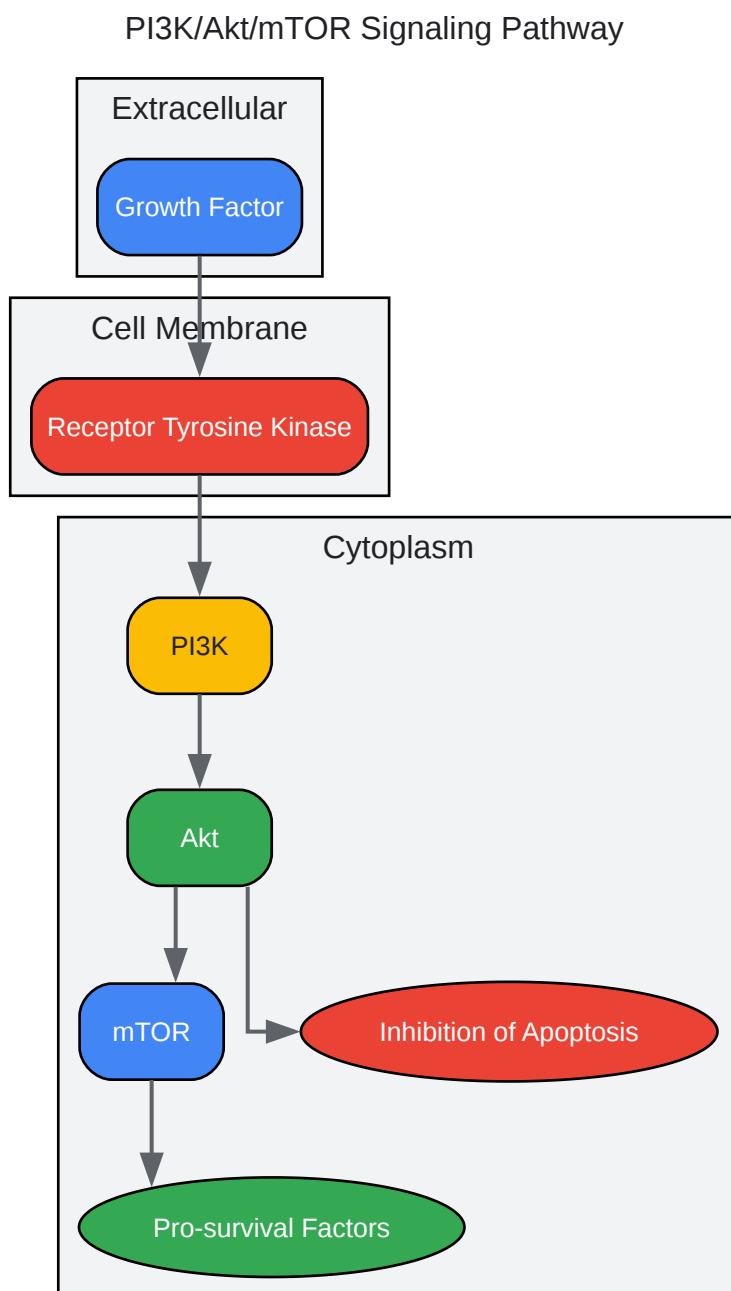 PI3K/Akt/mTOR Signaling Pathway
Extracellular
Growth Factor
Cell Membrane
Receptor Tyrosine Kinase
Cytoplasm
PI3K
Akt
mTOR
Inhibition of Apoptosis
Pro-survival Factors